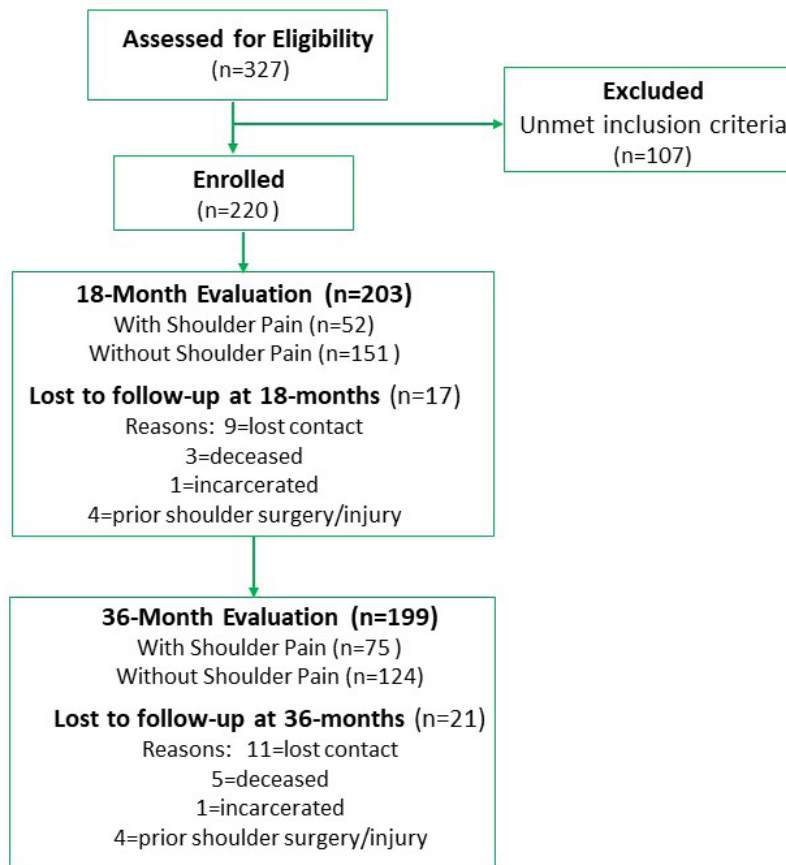 Assessed for Eligibility
(n=327)
Excluded
Unmet inclusion criteria
(n=107)
Enrolled
(n=220 )
18-Month Evaluation (n=203)
With Shoulder Pain (n=52)
Without Shoulder Pain (n=151 )
Lost to follow-up at 18-months (n=17)
Reasons: 9=lost contact
3=deceased
1=incarcerated
4=prior shoulder surgery/injury
36-Month Evaluation (n=199)
With Shoulder Pain (n=75 )
Without Shoulder Pain (n=124)
Lost to follow-up at 36-months (n=21)
Reasons: 11=lost contact
5=deceased
1=incarcerated
4=prior shoulder surgery/injury